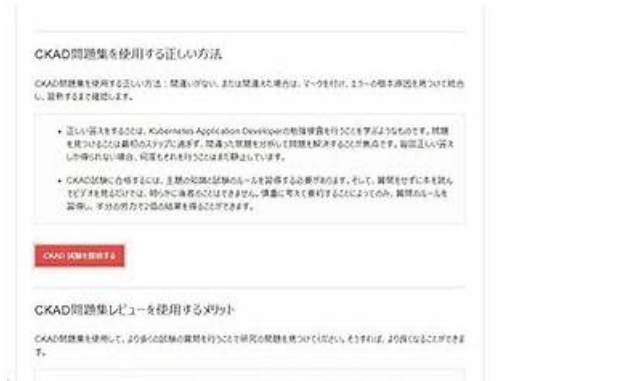 CKAD問題集を使用する正しい方法
CKAD問題集を使用する正しい方法：間違いがない、または間違えた場合は、マークを付け、エラーの根本原因を見つけて統合
し、習熟するまで確認します。
正しい答えをすることは、Kubernetes Application Developerの勉強検査を行うことを学ぶようなものです。問題
を見つけることは最初のステップに過ぎず、間違った問題を分析して問題を解決することが焦点です。毎回正しい答え
しか得られない場合、何度もそれを行うことはまだ静止しています。
CKAD試験に合格するには、主題の知識と試験のルールを習得する必要があります。そして、質問をせずに本を読ん
でビデオを見るだけでは、明らかに後者のことはできません。慎重に考えて要約することによってのみ、質問のルールを
習得し、半分の労力で2倍の結果を得ることができます。
CKAD 試験を
する
CKAD問題集レビューを使用するメリット
CKAD問題集を使用して、より多くの試験の質問を行うことで研究の問題を見つけてください。そうすれば、より良くなることができま
す。